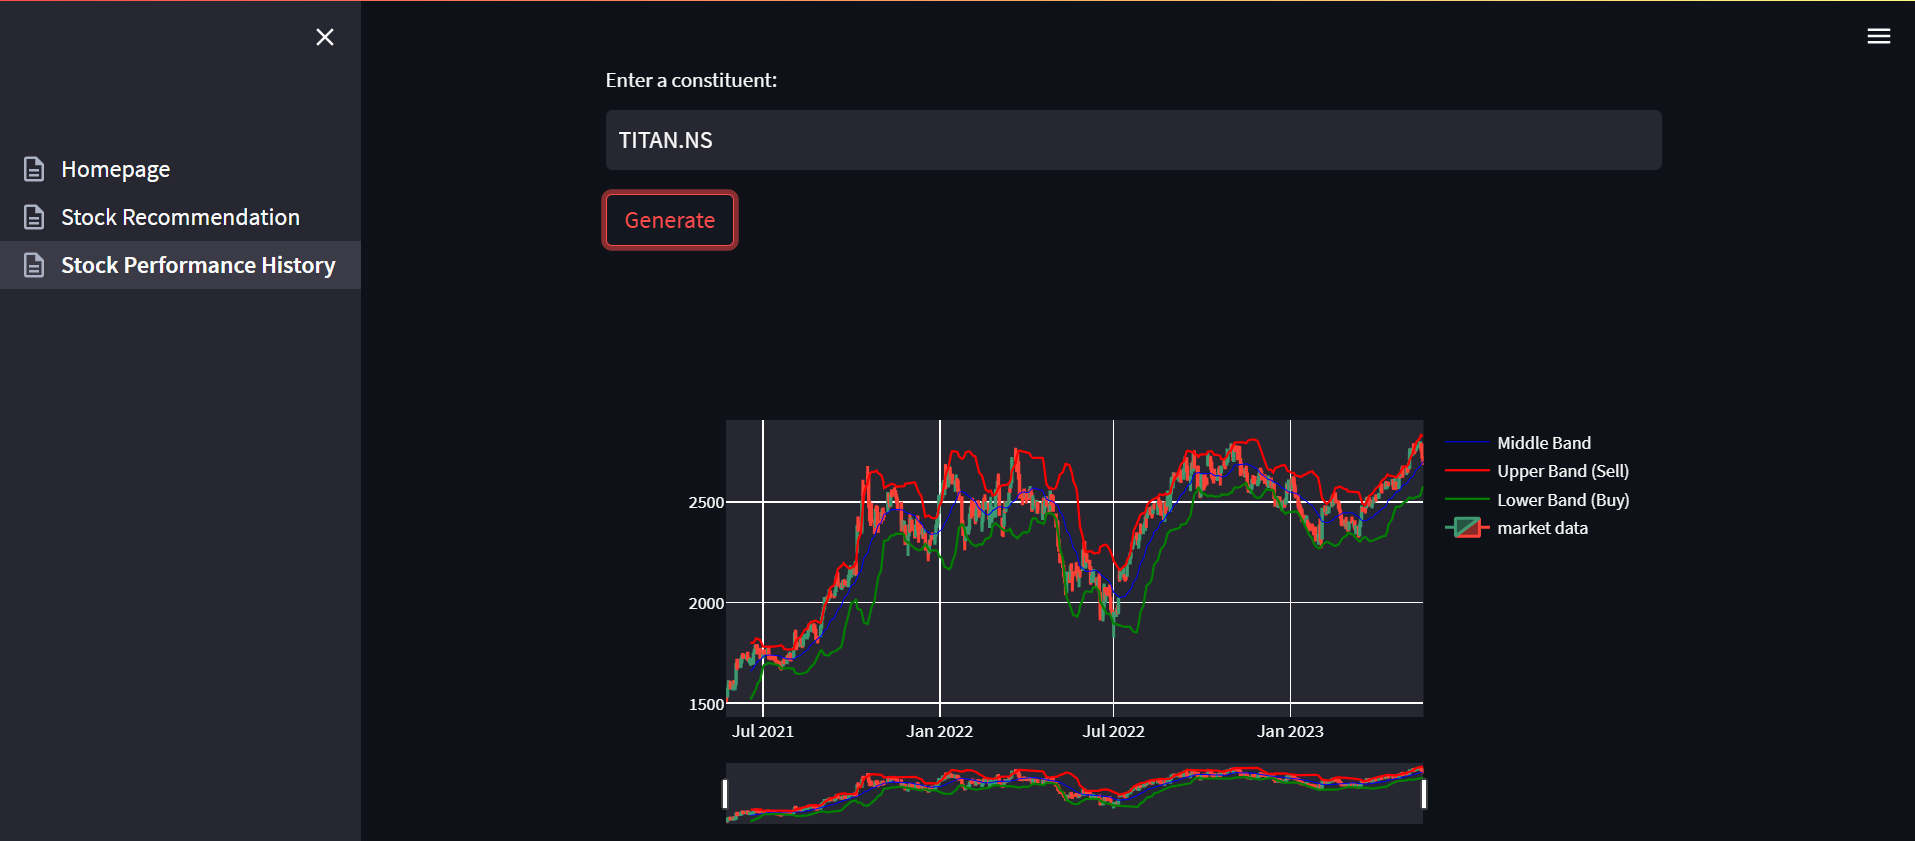 Homepage
Stock Recommendation
Stock Performance History
Enter a constituent:
TITAN.NS
Generate
2500
2000
1500
Jul 2021
Jan 2022
Jul 2022
Jan 2023
Middle Band
Upper Band (Sell)
Lower Band (Buy)
market data